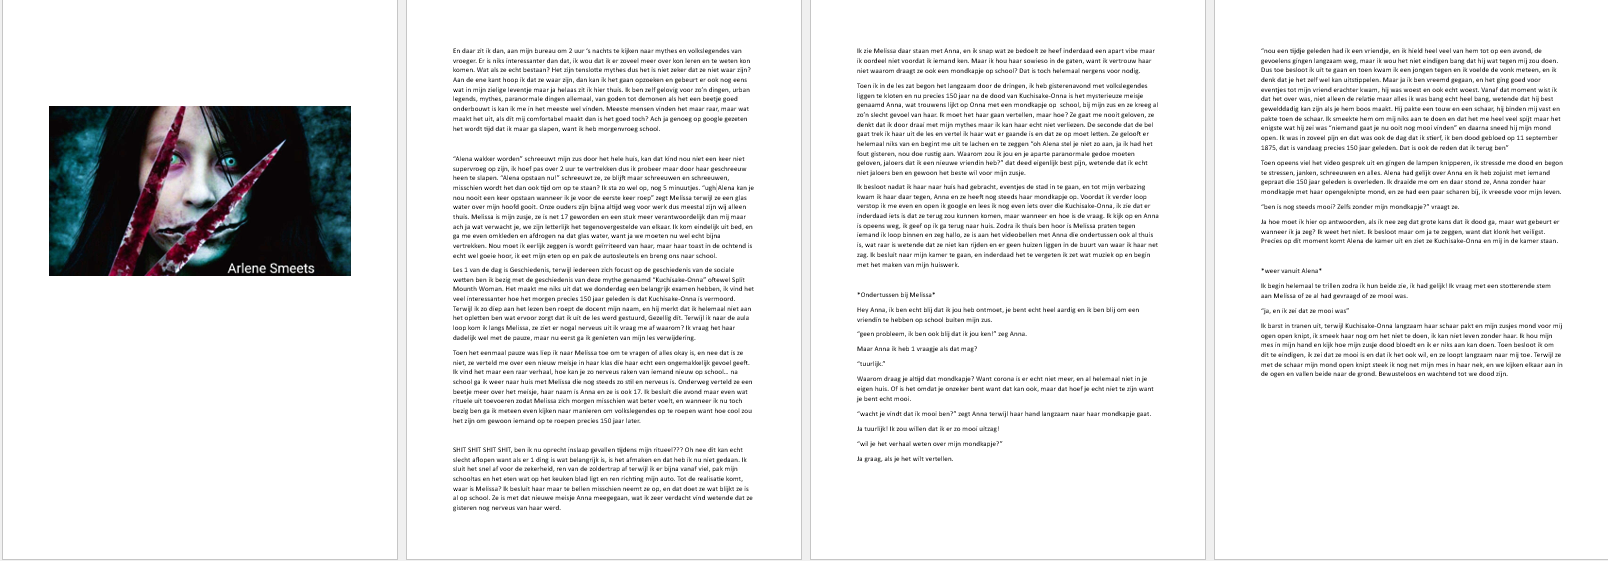 Arlene Smeets
En daar zit ik dan, aan mijn bureau om 2 uur 's nachts te kijken naar mythes en volkslegendes van
vroeger. Er is niks interessanter dan dat, ik wou dat ik er zoveel meer over kon leren en te weten kon
komen. Wat als ze echt bestaan? Het zijn tenslotte mythes dus het is niet zeker dat ze niet waar zijn?
Aan de ene kant hoop ik dat ze waar zijn, dan kan ik het gaan opzoeken en gebeurt er ook nog eens
wat in mijn zielige leventje maar ja helaas zit ik hier thuis. Ik ben zelf gelovig voor zo'n dingen, urban
legends, mythes, paranormale dingen allemaal, van goden tot demonen als het een beetje goed
onderbouwt is kan ik me in het meeste wel vinden. Meeste mensen vinden het maar raar, maar wat
maakt het uit, als dit mij comfortabel maakt dan is het goed toch? Ach ja genoeg op google gezeten
het wordt tijd dat ik maar ga slapen, want ik heb morgenvroeg school.
"Alena wakker worden" schreeuwt mijn zus door het hele huis, kan dat kind nou niet een keer niet
supervroeg op zijn, ik hoef pas over 2 uur te vertrekken dus ik probeer maar door haar geschreeuw
heen te slapen. "Alena opstaan nu!" schreeuwt ze, ze blijft maar schreeuwen en schreeuwen,
misschien wordt het dan ook tijd om op te staan? Ik sta zo wel op, nog 5 minuutjes. "ugh Alena kan je
nou nooit een keer opstaan wanneer ik je voor de eerste keer roep" zegt Melissa terwijl ze een glas
water over mijn hoofd gooit. Onze ouders zijn bijna altijd weg voor werk dus meestal zijn wij alleen
thuis. Melissa is mijn zusje, ze is net 17 geworden en een stuk meer verantwoordelijk dan mij maar
ach ja wat verwacht je, we zijn letterlijk het tegenovergestelde van elkaar. Ik kom eindelijk uit bed, en
ga me even omkleden en afdrogen na dat glas water, want ja we moeten nu wel echt bijna
vertrekken. Nou moet ik eerlijk zeggen ik wordt geïrriteerd van haar, maar haar toast in de ochtend is
echt wel goeie hoor, ik eet mijn eten op en pak de autosleutels en breng ons naar school.
Les 1 van de dag is Geschiedenis, terwijl iedereen zich focust op de geschiedenis van de sociale
wetten ben ik bezig met de geschiedenis van deze mythe genaamd "Kuchisake-Onna" oftewel Split
Mounth Woman. Het maakt me niks uit dat we donderdag een belangrijk examen hebben, ik vind het
veel interessanter hoe het morgen precies 150 jaar geleden is dat Kuchisake-Onna is vermoord.
Terwijl ik zo diep aan het lezen ben roept de docent mijn naam, en hij merkt dat ik helemaal niet aan
het opletten ben wat ervoor zorgt dat ik uit de les werd gestuurd, Gezellig dit. Terwijl ik naar de aula
loop kom ik langs Melissa, ze ziet er nogal nerveus uit ik vraag me af waarom? Ik vraag het haar
dadelijk wel met de pauze, maar nu eerst ga ik genieten van mijn les verwijdering.
Toen het eenmaal pauze was liep ik naar Melissa toe om te vragen of alles okay is, en nee dat is ze
niet, ze verteld me over een nieuw meisje in haar klas die haar echt een ongemakkelijk gevoel geeft.
Ik vind het maar een raar verhaal, hoe kan je zo nerveus raken van iemand nieuw op school... na
school ga ik weer naar huis met Melissa die nog steeds zo stil en nerveus is. Onderweg verteld ze een
beetje meer over het meisje, haar naam is Anna en ze is ook 17. Ik besluit die avond maar even wat
rituele uit toevoeren zodat Melissa zich morgen misschien wat beter voelt, en wanneer ik nu toch
bezig ben ga ik meteen even kijken naar manieren om volkslegendes op te roepen want hoe cool zou
het zijn om gewoon iemand op te roepen precies 150 jaar later.
SHIT SHIT SHIT SHIT, ben ik nu oprecht inslaap gevallen tijdens mijn ritueel??? Oh nee dit kan echt
slecht aflopen want als er 1 ding is wat belangrijk is, is het afmaken en dat heb ik nu niet gedaan. Ik
sluit het snel af voor de zekerheid, ren van de zoldertrap af terwijl ik er bijna vanaf viel, pak mijn
schooltas en het eten wat op het keuken blad ligt en ren richting mijn auto. Tot de realisatie komt,
waar is Melissa? Ik besluit haar maar te bellen misschien neemt ze op, en dat doet ze wat blijkt ze is
al op school. Ze is met dat nieuwe meisje Anna meegegaan, wat ik zeer verdacht vind wetende dat ze
gisteren nog nerveus van haar werd.
Ik zie Melissa daar staan met Anna, en ik snap wat ze bedoelt ze heef inderdaad een apart vibe maar
ik oordeel niet voordat ik iemand ken. Maar ik hou haar sowieso in de gaten, want ik vertrouw haar
niet waarom draagt ze ook een mondkapje op school? Dat is toch helemaal nergens voor nodig.
Toen ik in de les zat begon het langzaam door de dringen, ik heb gisterenavond met volkslegendes
liggen te kloten en nu precies 150 jaar na de dood van Kuchisake-Onna is het mysterieuze meisje
genaamd Anna, wat trouwens lijkt op Onna met een mondkapje op school, bij mijn zus en ze kreeg al
zo'n slecht gevoel van haar. Ik moet het haar gaan vertellen, maar hoe? Ze gaat me nooit geloven, ze
denkt dat ik door draai met mijn mythes maar ik kan haar echt niet verliezen. De seconde dat de bel
gaat trek ik haar uit de les en vertel ik haar wat er gaande is en dat ze op moet letten. Ze gelooft er
helemaal niks van en begint me uit te lachen en te zeggen "oh Alena stel je niet zo aan, ja ik had het
fout gisteren, nou doe rustig aan. Waarom zou ik jou en je aparte paranormale gedoe moeten
geloven, jaloers dat ik echt een nieuwe vriendin heb?" dat deed eigenlijk best zijn, wetende dat ik echt
niet jaloers ben en gewoon het beste wil voor mijn zusje.
Ik besluit nadat ik haar naar huis had gebracht, eventjes de stad in te gaan, en tot mijn verbazing
kwam ik haar daar tegen, Anna en ze heeft nog steeds haar mondkapje op. Voordat ik verder loop
verstop ik me even en open ik google en lees ik nog even iets over die Kuchisake-Onna, ik zie dat er
inderdaad iets is dat ze terug zou kunnen komen, maar wanneer en hoe is de vraag. Ik kijk op en Anna
is opeens weg, ik geef op ik ga terug naar huis. Zodra ik thuis ben hoor is Melissa praten tegen
iemand ik loop binnen en zeg hallo, ze is aan het videobellen met Anna die ondertussen ook al thuis
is, wat raar is wetende dat ze niet kan rijden en er geen huizen liggen in de buurt van waar ik haar net
zag. Ik besluit naar mijn kamer te gaan, en inderdaad het te vergeten ik zet wat muziek op en begin
met het maken van mijn huiswerk.
*Ondertussen bij Melissa*
Hey Anna, ik ben echt blij dat ik jou heb ontmoet, je bent echt heel aardig en ik ben blij om een
vriendin te hebben op school buiten mijn zus.
"geen probleem, ik ben ook blij dat ik jou ken!" zeg Anna.
Maar Anna ik heb 1 vraagje als dat mag?
"tuurlijk."
Waarom draag je altijd dat mondkapje? Want corona is er echt niet meer, en al helemaal niet in je
eigen huis. Of is het omdat je onzeker bent want dat kan ook, maar dat hoef je echt niet te zijn want
je bent echt mooi.
"wacht je vindt dat ik mooi ben?" zegt Anna terwijl haar hand langzaam naar haar mondkapje gaat.
Ja tuurlijk! Ik zou willen dat ik er zo mooi uitzag!
"wil je het verhaal weten over mijn mondkapje?"
Ja graag, als je het wilt vertellen.
"nou een tijdje geleden had ik een vriendje, en ik hield heel veel van hem tot op een avond, de
gevoelens gingen langzaam weg, maar ik wou het niet eindigen bang dat hij wat tegen mij zou doen.
Dus toe besloot ik uit te gaan en toen kwam ik een jongen tegen en ik voelde de vonk meteen, en ik
denk dat je het zelf wel kan uitstippelen. Maar ja ik ben vreemd gegaan, en het ging goed voor
eventjes tot mijn vriend erachter kwam, hij was woest en ook echt woest. Vanaf dat moment wist ik
dat het over was, niet alleen de relatie maar alles ik was bang echt heel bang, wetende dat hij best
gewelddadig kan zijn als je hem boos maakt. Hij pakte een touw en een schaar, hij binden mij vast en
pakte toen de schaar. Ik smeekte hem om mij niks aan te doen en dat het me heel veel spijt maar het
enigste wat hij zei was "niemand gaat je nu ooit nog mooi vinden" en daarna sneed hij mijn mond
open. Ik was in zoveel pijn en dat was ook de dag dat ik stierf, ik ben dood gebloed op 11 september
1875, dat is vandaag precies 150 jaar geleden. Dat is ook de reden dat ik terug ben"
Toen opeens viel het video gesprek uit en gingen de lampen knipperen, ik stressde me dood en begon
te stressen, janken, schreeuwen en alles. Alena had gelijk over Anna en ik heb zojuist met iemand
gepraat die 150 jaar geleden is overleden. Ik draaide me om en daar stond ze, Anna zonder haar
mondkapje maar met haar opengeknipte mond, en ze had een paar scharen bij, ik vreesde voor mijn leven.
"ben is nog steeds mooi? Zelfs zonder mijn mondkapje?" vraagt ze.
Ja hoe moet ik hier op antwoorden, als ik nee zeg dat grote kans dat ik dood ga, maar wat gebeurt er
wanneer ik ja zeg? Ik weet het niet. Ik besloot maar om ja te zeggen, want dat klonk het veiligst.
Precies op dit moment komt Alena de kamer uit en ziet ze Kuchisake-Onna en mij in de kamer staan.
*weer vanuit Alena*
Ik begin helemaal te trillen zodra ik hun beide zie, ik had gelijk! Ik vraag met een stotterende stem
aan Melissa of ze al had gevraagd of ze mooi was.
"ja, en ik zei dat ze mooi was"
Ik barst in tranen uit, terwijl Kuchisake-Onna langzaam haar schaar pakt en mijn zusjes mond voor mij
ogen open knipt, ik smeek haar nog om het niet te doen, ik kan niet leven zonder haar. Ik hou mijn
mes in mijn hand en kijk hoe mijn zusje dood bloedt en ik er niks aan kan doen. Toen besloot ik om
dit te eindigen, ik zei dat ze mooi is en dat ik het ook wil, en ze loopt langzaam naar mij toe. Terwijl ze
met de schaar mijn mond open knipt steek ik nog net mijn mes in haar nek, en we kijken elkaar aan in
de ogen en vallen beide naar de grond. Bewusteloos en wachtend tot we dood zijn.